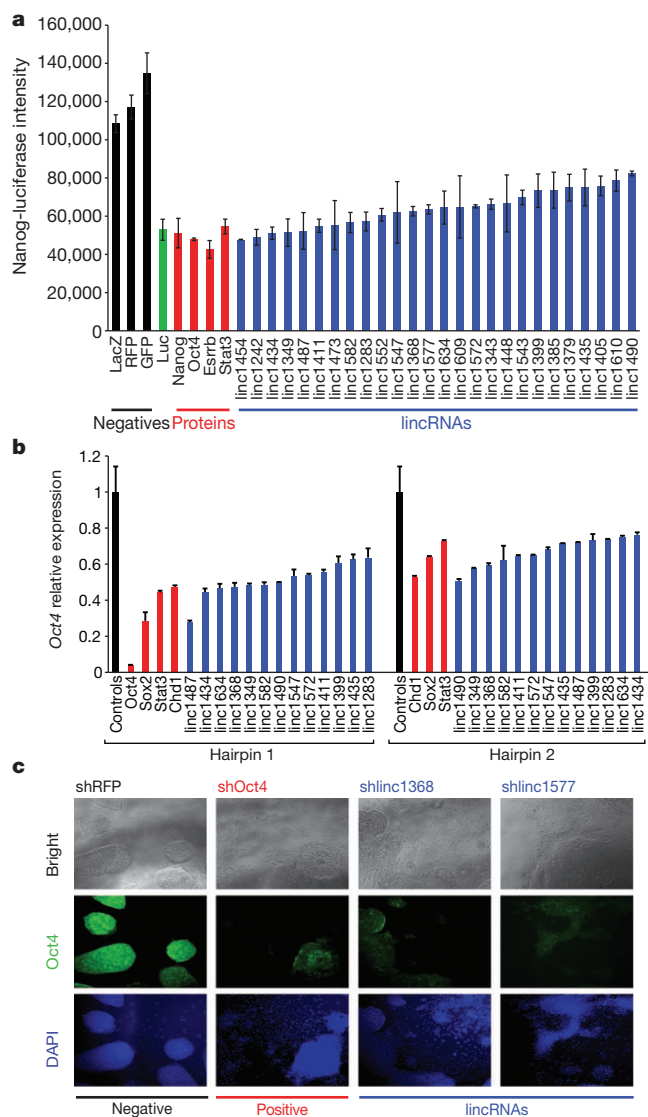 a
Nanog-luciferase intensity
160,000
140,000
120,000
100,000
80,000
60,000
40,000
20,000
0
LacZ
RFP
GFP
Luc
Nanog
Oct4
Esrrb
Stat3
linc1454
linc1242
linc1434
linc1349
linc1487
linc1411
linc1473
linc1582
linc1283
linc1552
linc1547
linc1368
linc1577
linc1634
linc1609
linc1572
linc1343
linc1448
linc1543
linc1399
linc1385
linc1379
linc1435
linc1405
linc1610
linc1490
Negatives Proteins lincRNAs
b
Oct4 relative expression
1.2
1
0.8
0.6
0.4
0.2
0
Controls
Oct4
Sox2
Stat3
Chd1
linc1487
linc1434
linc1634
linc1368
linc1349
linc1582
linc1490
linc1547
linc1572
linc1411
linc1399
linc1435
linc1283
Controls
Chd1
Sox2
Stat3
linc1490
linc1349
linc1368
linc1582
linc1411
linc1572
linc1547
linc1435
linc1487
linc1399
linc1283
linc1634
linc1434
Hairpin 1 Hairpin 2
c
shRFP shOct4 shlinc1368 shlinc1577
Bright
Oct4
DAPI
Negative Positive lincRNAs